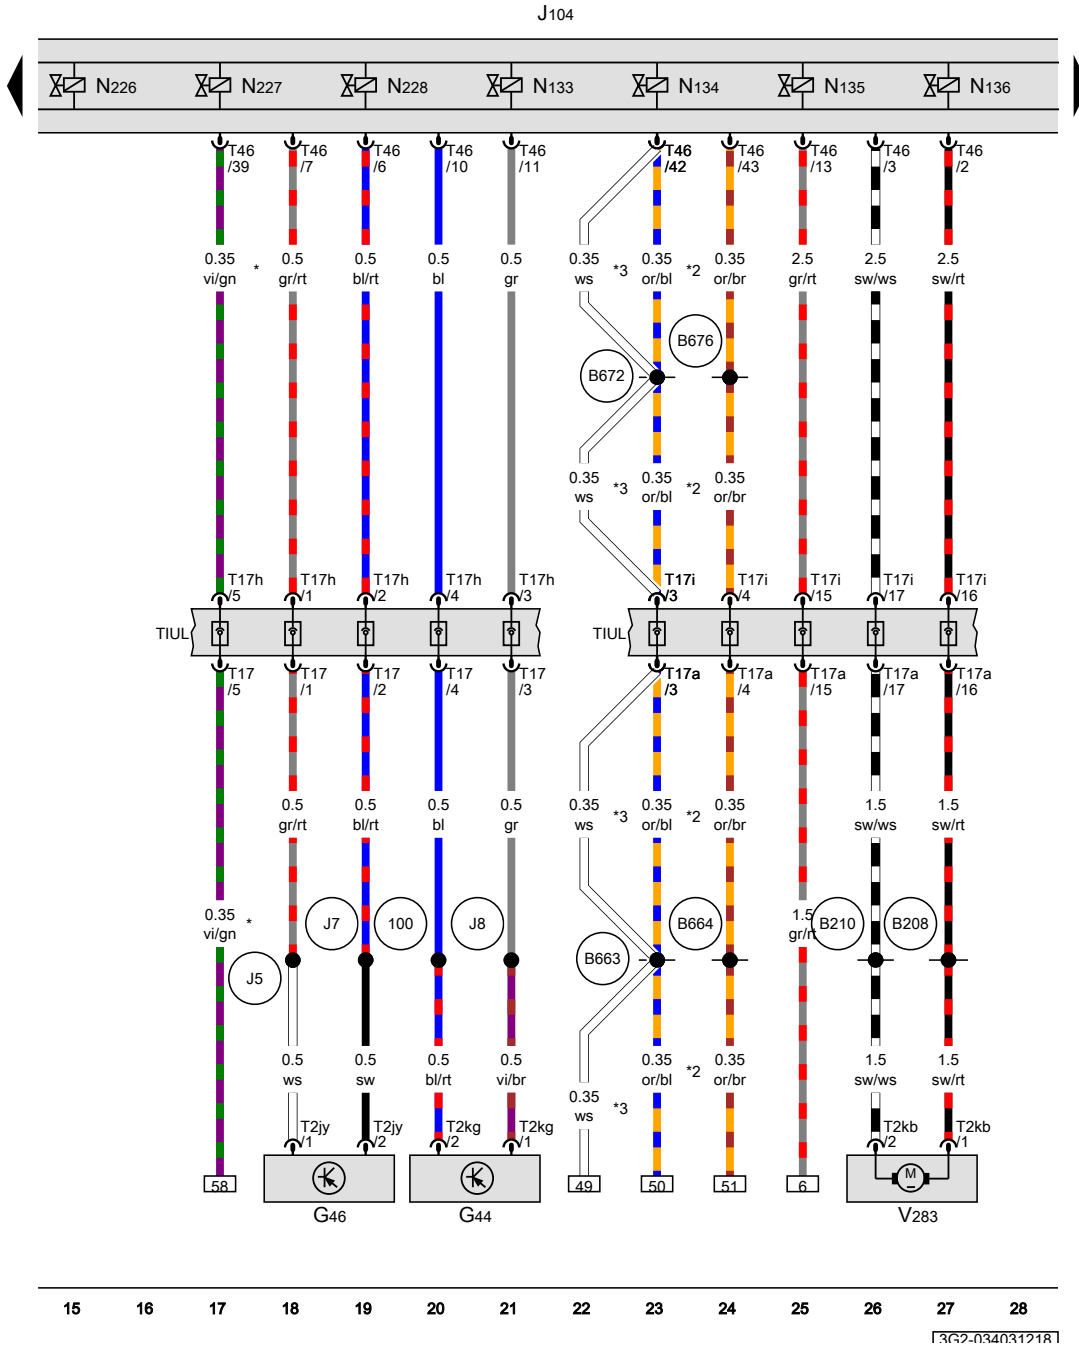 J104
N226 N227 N228 N133 N134 N135 N136
T46 T46 T46 T46 T46 T46 T46 T46 T46 T46
/39 /7 /6 /10 /11 /42 /43 /13 /3 /2
0.35 0.5 0.5 0.5 0.5 0.35 0.35 0.35 2.5 2.5 2.5
vi/gn * gr/rt bl/rt bl gr ws *3 or/bl *2 or/br gr/rt sw/ws sw/rt
B676
B672
0.35 0.35 0.35
ws *3 or/bl *2 or/br
T17h T17h T17h T17h T17h T17i T17i T17i T17i T17i
/5 /1 /2 /4 /3 /3 /4 /15 /17 /16
TIUL TIUL
T17 T17 T17 T17 T17 T17a T17a T17a T17a T17a
/5 /1 /2 /4 /3 /3 /4 /15 /17 /16
0.5 0.5 0.5 0.5 0.35 0.35 0.35 1.5 1.5
gr/rt bl/rt bl gr ws *3 or/bl *2 or/br sw/ws sw/rt
0.35 * 1.5
vi/gn gr/rt
J7 100 J8 B664 B210 B208
B663
J5
0.5 0.5 0.5 0.5 0.35 0.35 1.5 1.5
ws sw bl/rt vi/br or/bl *2 or/br sw/ws sw/rt
0.35
ws *3
T2jy T2jy T2kg T2kg T2kb T2kb
/1 /2 /2 /1 /2 /1
M
58 49 50 51 6
G46 G44 V283
15 16 17 18 19 20 21 22 23 24 25 26 27 28
3G2-034031218